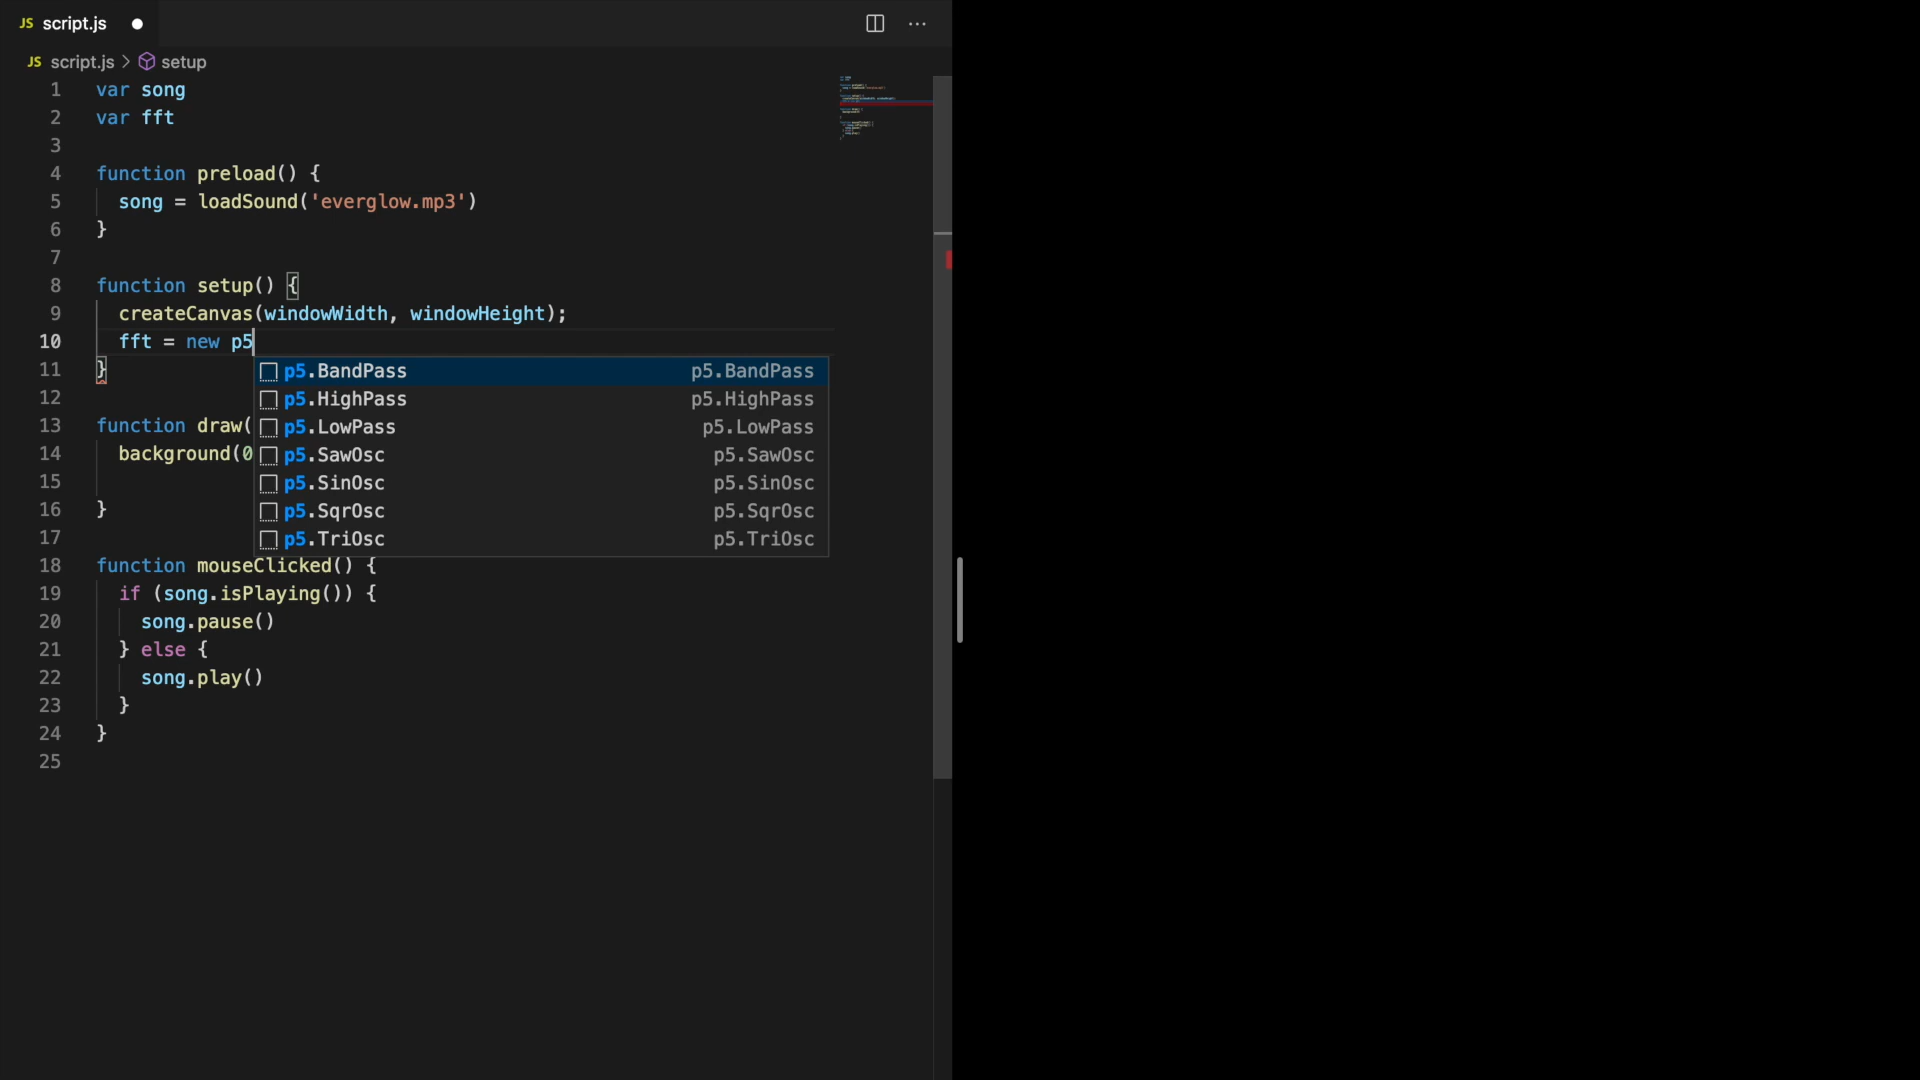 JS script.js
JS script.js > setup
1 var song
2 var fft
3
4 function preload() {
5 song = loadSound('everglow.mp3')
6 }
7
8 function setup() {
9 createCanvas(windowWidth, windowHeight);
10 fft = new p5
11 }
p5.BandPass p5.BandPass
12
p5.HighPass p5.HighPass
13 function draw(
p5.LowPass p5.LowPass
14 background(0
p5.SawOsc p5.SawOsc
15
p5.SinOsc p5.SinOsc
16 }
p5.SqrOsc p5.SqrOsc
17
p5.TriOsc p5.TriOsc
18 function mouseClicked() {
19 if (song.isPlaying()) {
20 song.pause()
21 } else {
22 song.play()
23 }
24 }
25